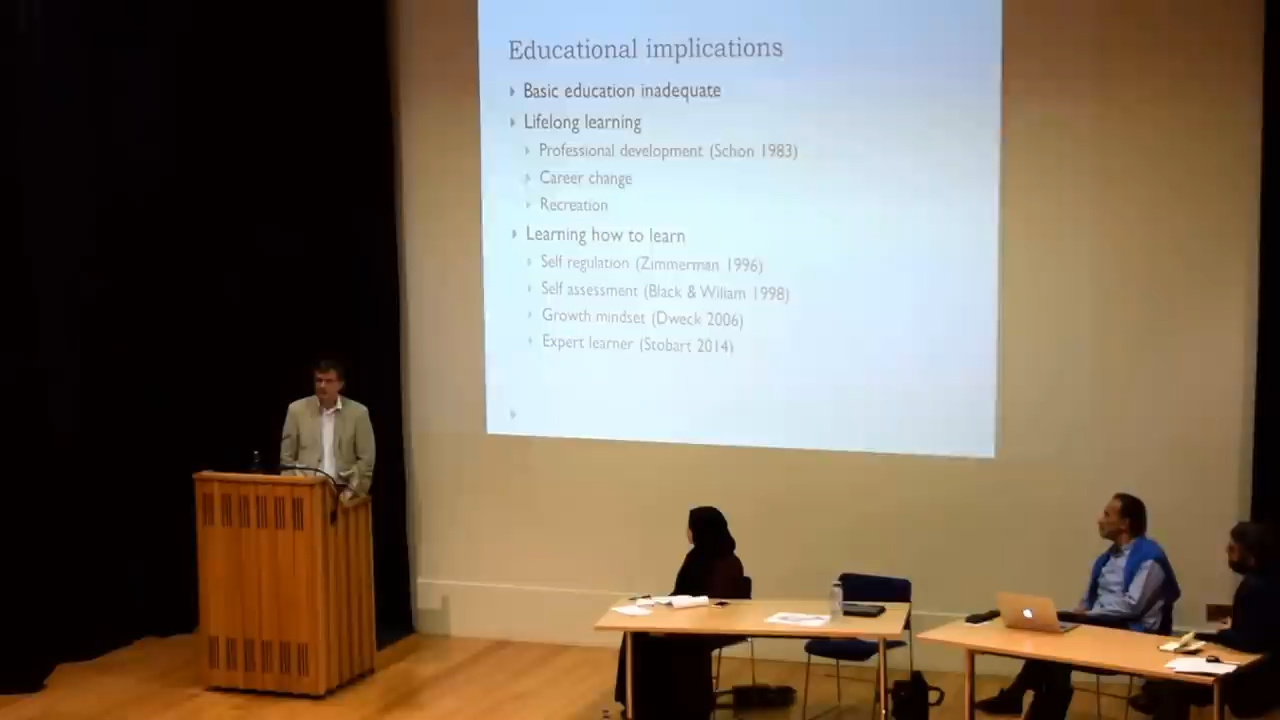 Educational implications
Basic education inadequate
Lifelong learning
Professional development (Schon 1983)
Career change
Recreation
Learning how to learn
Self regulation (Zimmerman 1996)
Self assessment (Black & Wiliam 1998)
Growth mindset (Dweck 2006)
Expert learner (Stobart 2014)